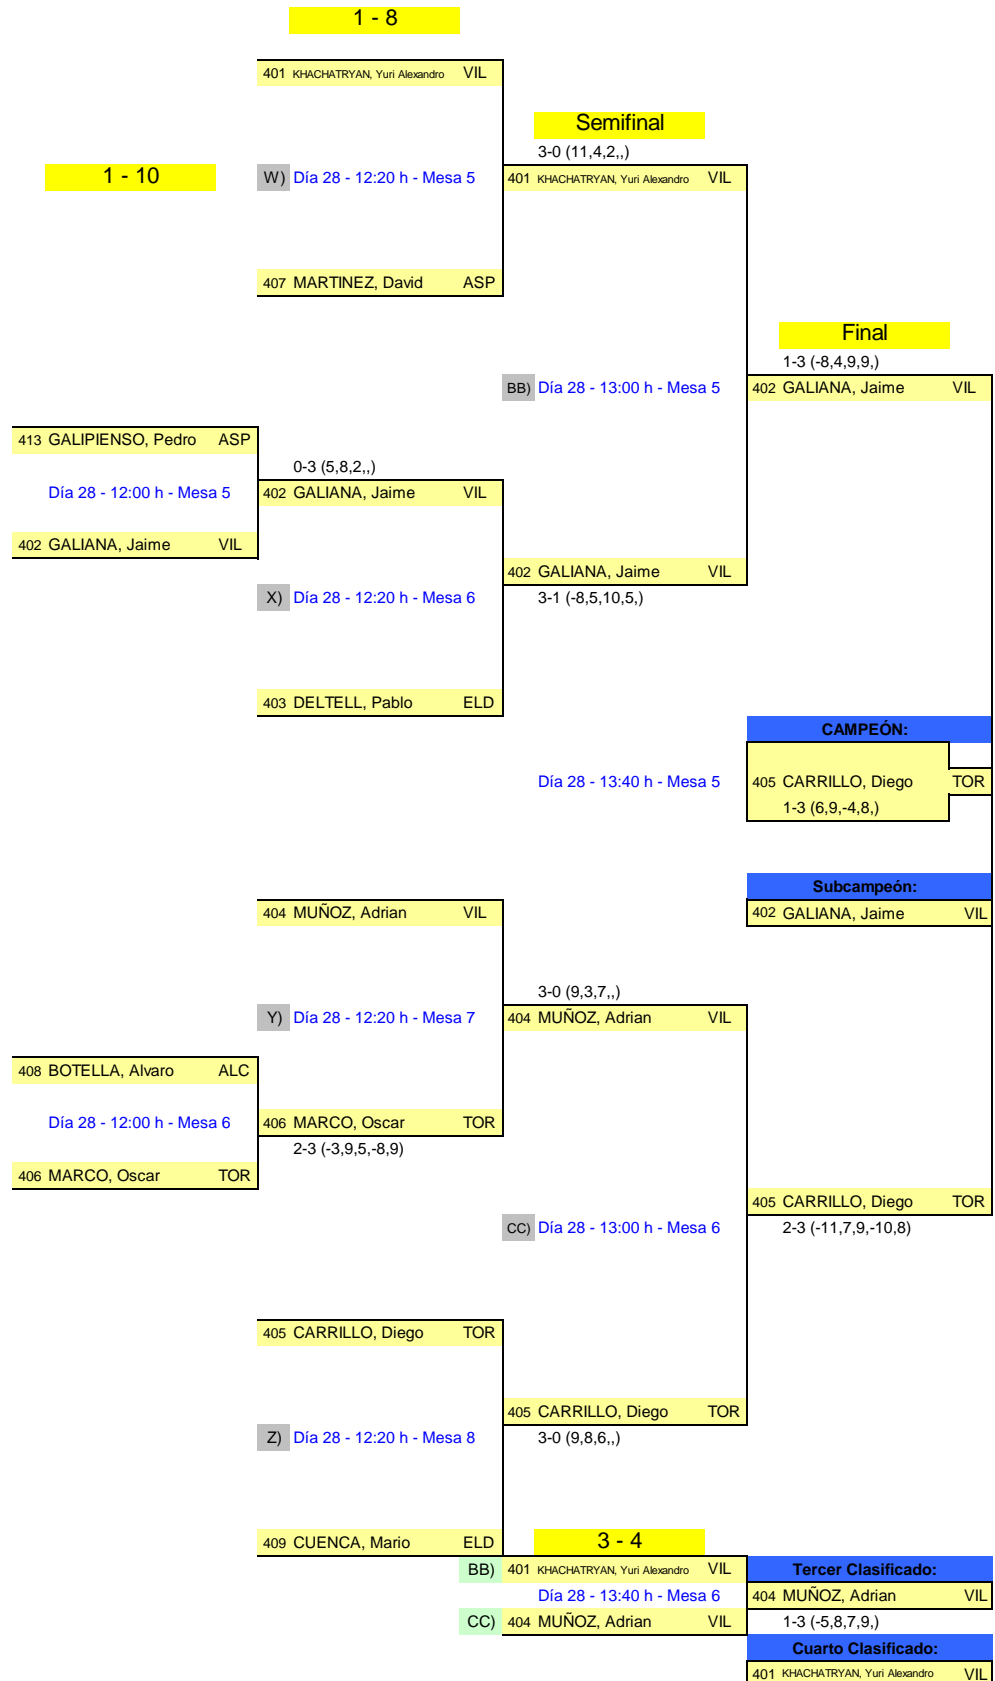 1 - 8
401 KHACHATRYAN, Yuri Alexandro VIL
Semifinal
3-0 (11,4,2,,)
1 - 10
W) Día 28 - 12:20 h - Mesa 5
401 KHACHATRYAN, Yuri Alexandro VIL
407 MARTINEZ, David ASP
Final
1-3 (-8,4,9,9,)
BB) Día 28 - 13:00 h - Mesa 5
402 GALIANA, Jaime VIL
413 GALIPIENSO, Pedro ASP
0-3 (5,8,2,,)
Día 28 - 12:00 h - Mesa 5
402 GALIANA, Jaime VIL
402 GALIANA, Jaime VIL
402 GALIANA, Jaime VIL
X) Día 28 - 12:20 h - Mesa 6
3-1 (-8,5,10,5,)
403 DELTELL, Pablo ELD
CAMPEÓN:
Día 28 - 13:40 h - Mesa 5
405 CARRILLO, Diego TOR
1-3 (6,9,-4,8,)
Subcampeón:
404 MUÑOZ, Adrian VIL
402 GALIANA, Jaime VIL
3-0 (9,3,7,,)
Y) Día 28 - 12:20 h - Mesa 7
404 MUÑOZ, Adrian VIL
408 BOTELLA, Alvaro ALC
Día 28 - 12:00 h - Mesa 6
406 MARCO, Oscar TOR
2-3 (-3,9,5,-8,9)
406 MARCO, Oscar TOR
405 CARRILLO, Diego TOR
CC) Día 28 - 13:00 h - Mesa 6
2-3 (-11,7,9,-10,8)
405 CARRILLO, Diego TOR
405 CARRILLO, Diego TOR
Z) Día 28 - 12:20 h - Mesa 8
3-0 (9,8,6,,)
409 CUENCA, Mario ELD
3 - 4
BB) 401 KHACHATRYAN, Yuri Alexandro VIL
Tercer Clasificado:
Día 28 - 13:40 h - Mesa 6
404 MUÑOZ, Adrian VIL
CC) 404 MUÑOZ, Adrian VIL
1-3 (-5,8,7,9,)
Cuarto Clasificado:
401 KHACHATRYAN, Yuri Alexandro VIL